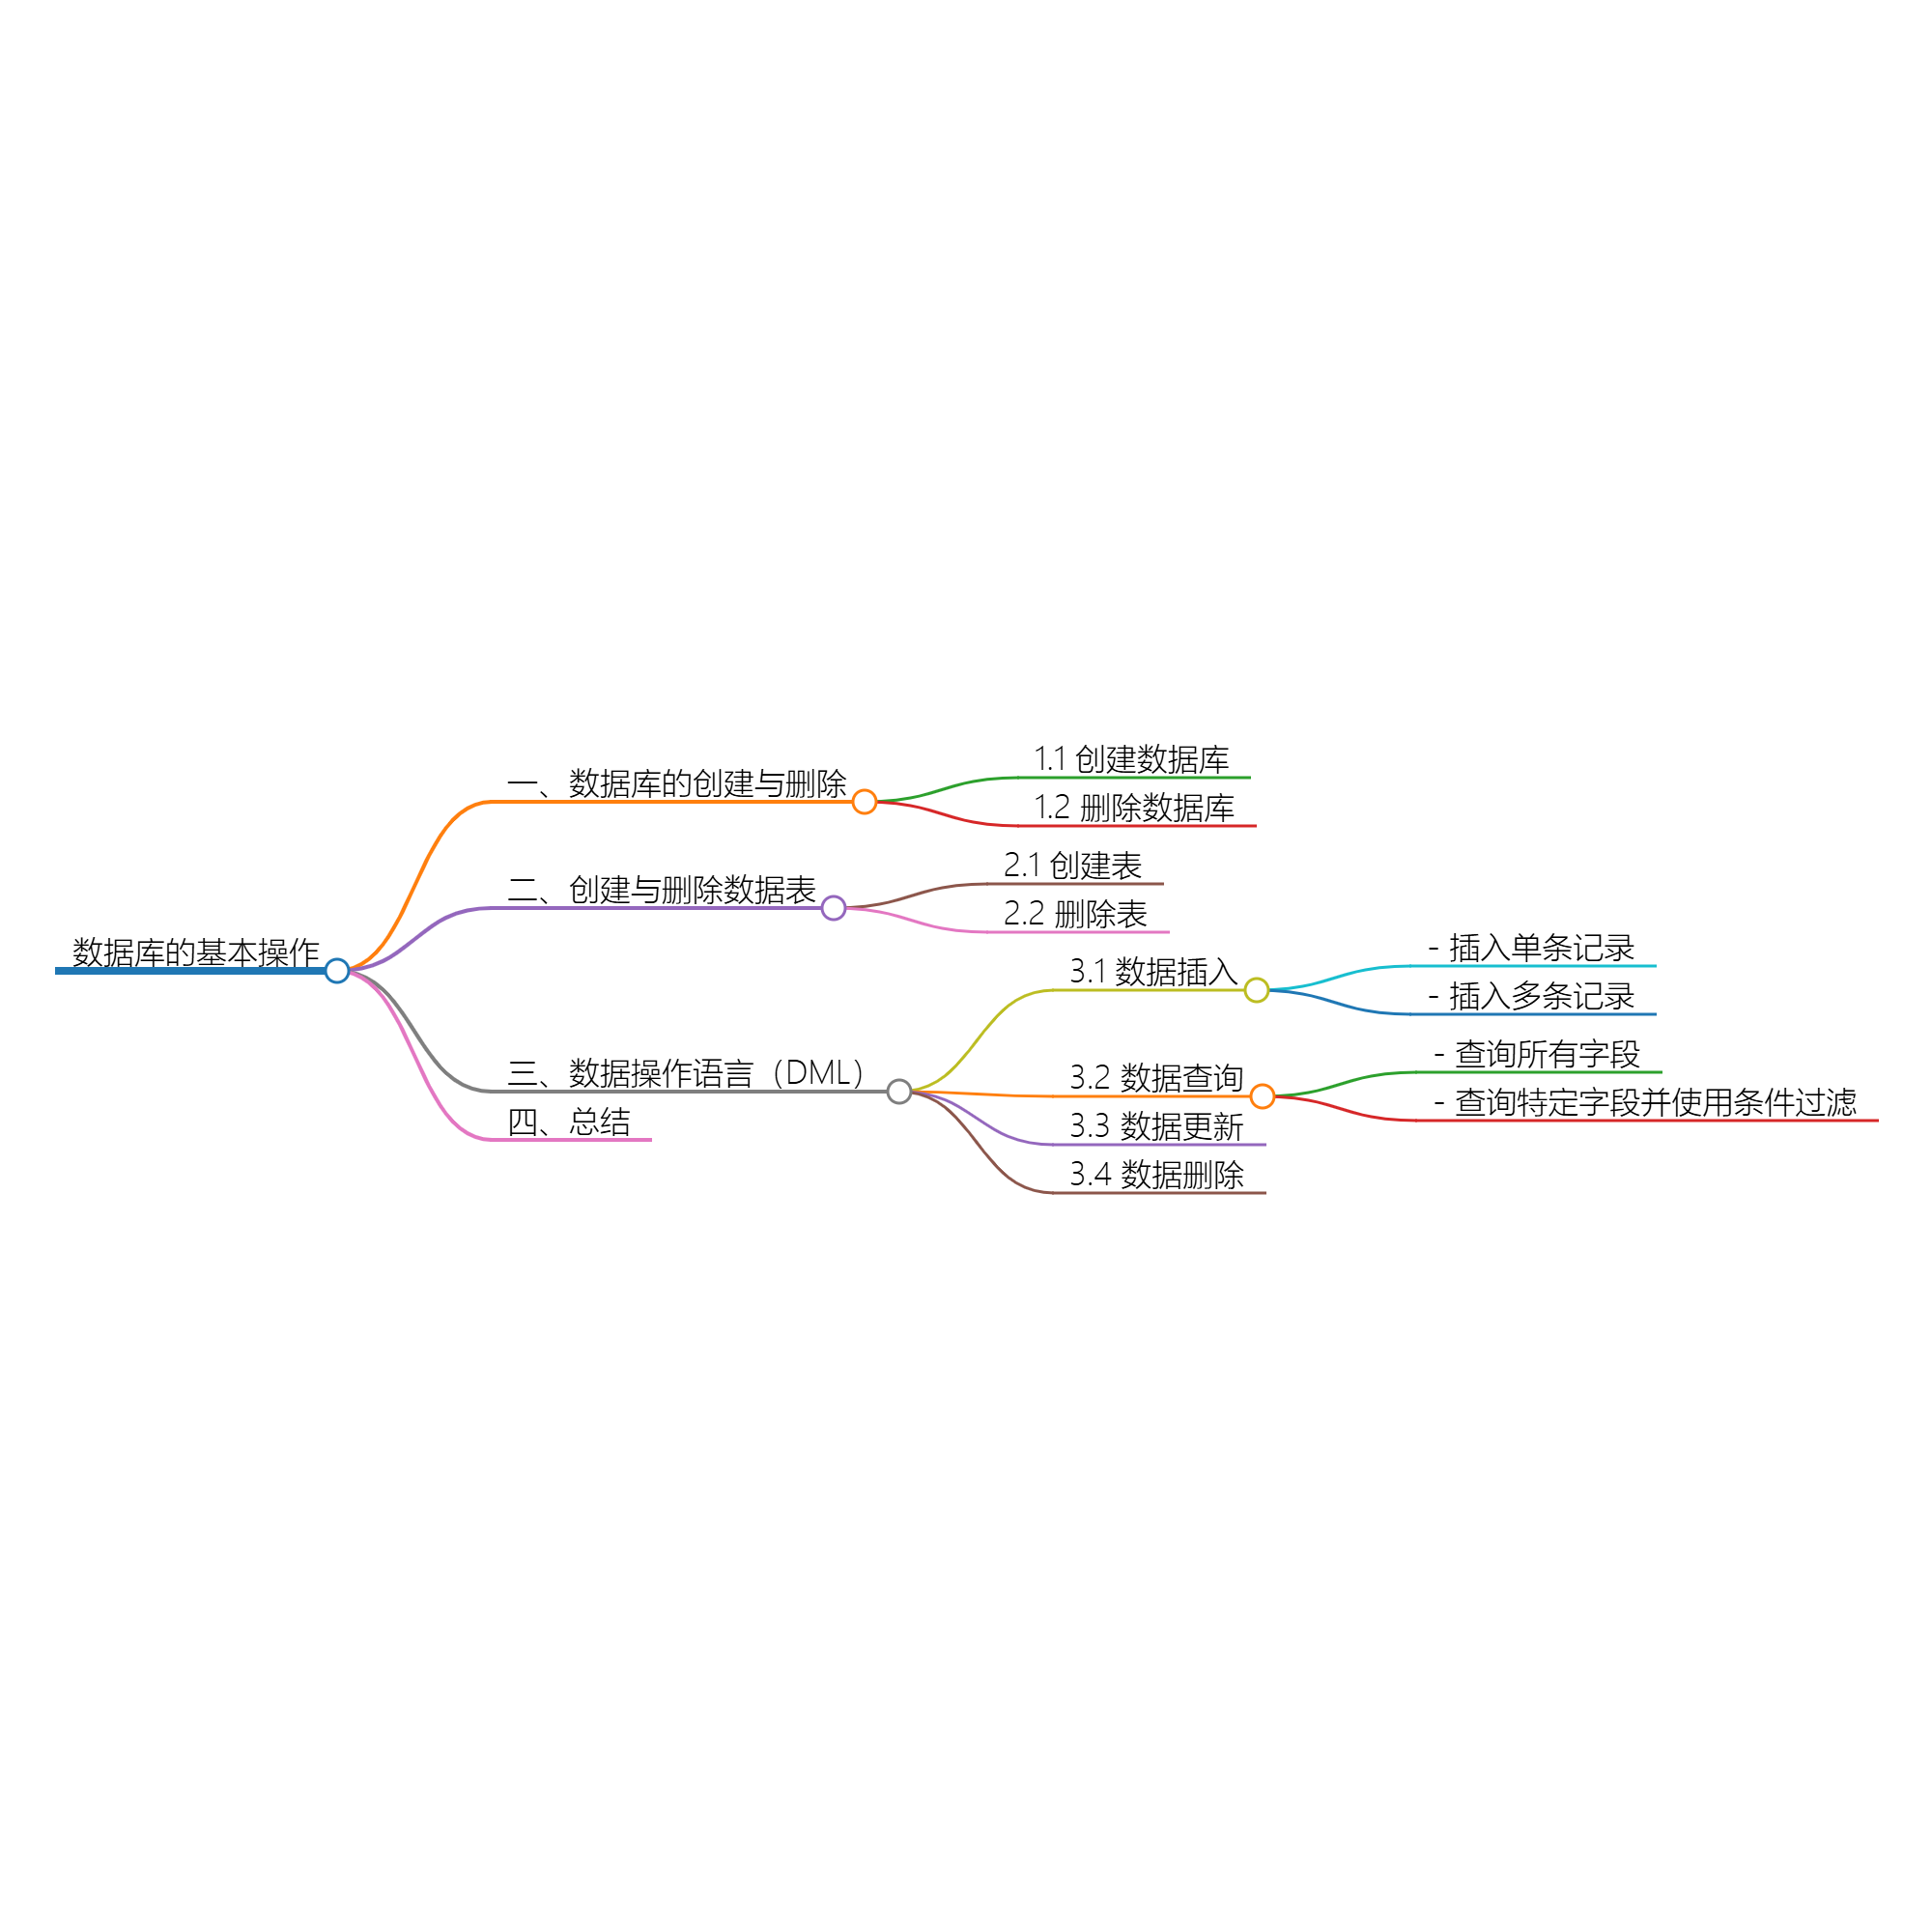 数据库的基本操作
一、数据库的创建与删除
1.1 创建数据库
1.2 删除数据库
二、创建与删除数据表
2.1 创建表
2.2 删除表
三、数据操作语言（DML）
3.1 数据插入
- 插入单条记录
- 插入多条记录
3.2 数据查询
- 查询所有字段
- 查询特定字段并使用条件过滤
3.3 数据更新
3.4 数据删除
四、总结